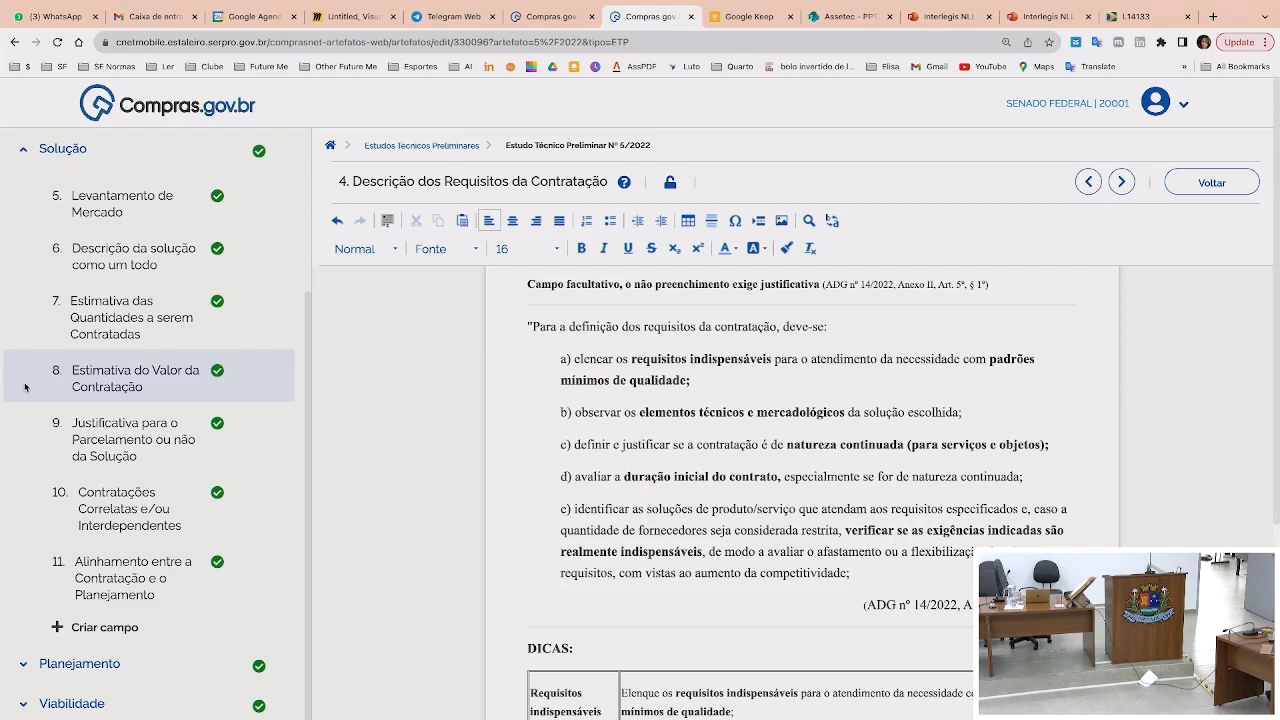 WhatsApp
Caixa de entra
Google Agend
Untitled, Visu
Telegram Web
Compras.gov
Compras.gov.b
Google Keep
Assetec – PPT
Interlegis NLL
Interlegis NLL
L14133
cnetmobile.estaleiro.serpro.gov.br/comprasnet-artefatos-web/artefatos/edit/330096?artefato=5%2F2022&tipo=ETP
Update
$
SF
SF Normas
Ler
Clube
Future Me
Other Future Me
Esportes
AI
AssPDF
Luto
Quarto
bolo invertido de l...
Elisa
Gmail
YouTube
Maps
Translate
»
All Bookmarks
Compras.gov.br
SENADO FEDERAL | 20001
Solução
5. Levantamento de
Mercado
6. Descrição da solução
como um todo
7. Estimativa das
Quantidades a serem
Contratadas
8. Estimativa do Valor da
Contratação
9. Justificativa para o
Parcelamento ou não
da Solução
10. Contratações
Correlatas e/ou
Interdependentes
11. Alinhamento entre a
Contratação e o
Planejamento
Criar campo
Planejamento
Viabilidade
Estudos Técnicos Preliminares
Estudo Técnico Preliminar Nº 5/2022
4. Descrição dos Requisitos da Contratação
Voltar
Normal
Fonte
16
Campo facultativo, o não preenchimento exige justificativa (ADG nº 14/2022, Anexo II, Art. 5º, § 1º)
"Para a definição dos requisitos da contratação, deve-se:
a) elencar os requisitos indispensáveis para o atendimento da necessidade com padrões
mínimos de qualidade;
b) observar os elementos técnicos e mercadológicos da solução escolhida;
c) definir e justificar se a contratação é de natureza continuada (para serviços e objetos);
d) avaliar a duração inicial do contrato, especialmente se for de natureza continuada;
e) identificar as soluções de produto/serviço que atendam aos requisitos especificados e, caso a
quantidade de fornecedores seja considerada restrita, verificar se as exigências indicadas são
realmente indispensáveis, de modo a avaliar o afastamento ou a flexibilizaç
requisitos, com vistas ao aumento da competitividade;
(ADG nº 14/2022, A
DICAS:
Requisitos
indispensáveis
Elenque os requisitos indispensáveis para o atendimento da necessidade c
mínimos de qualidade;